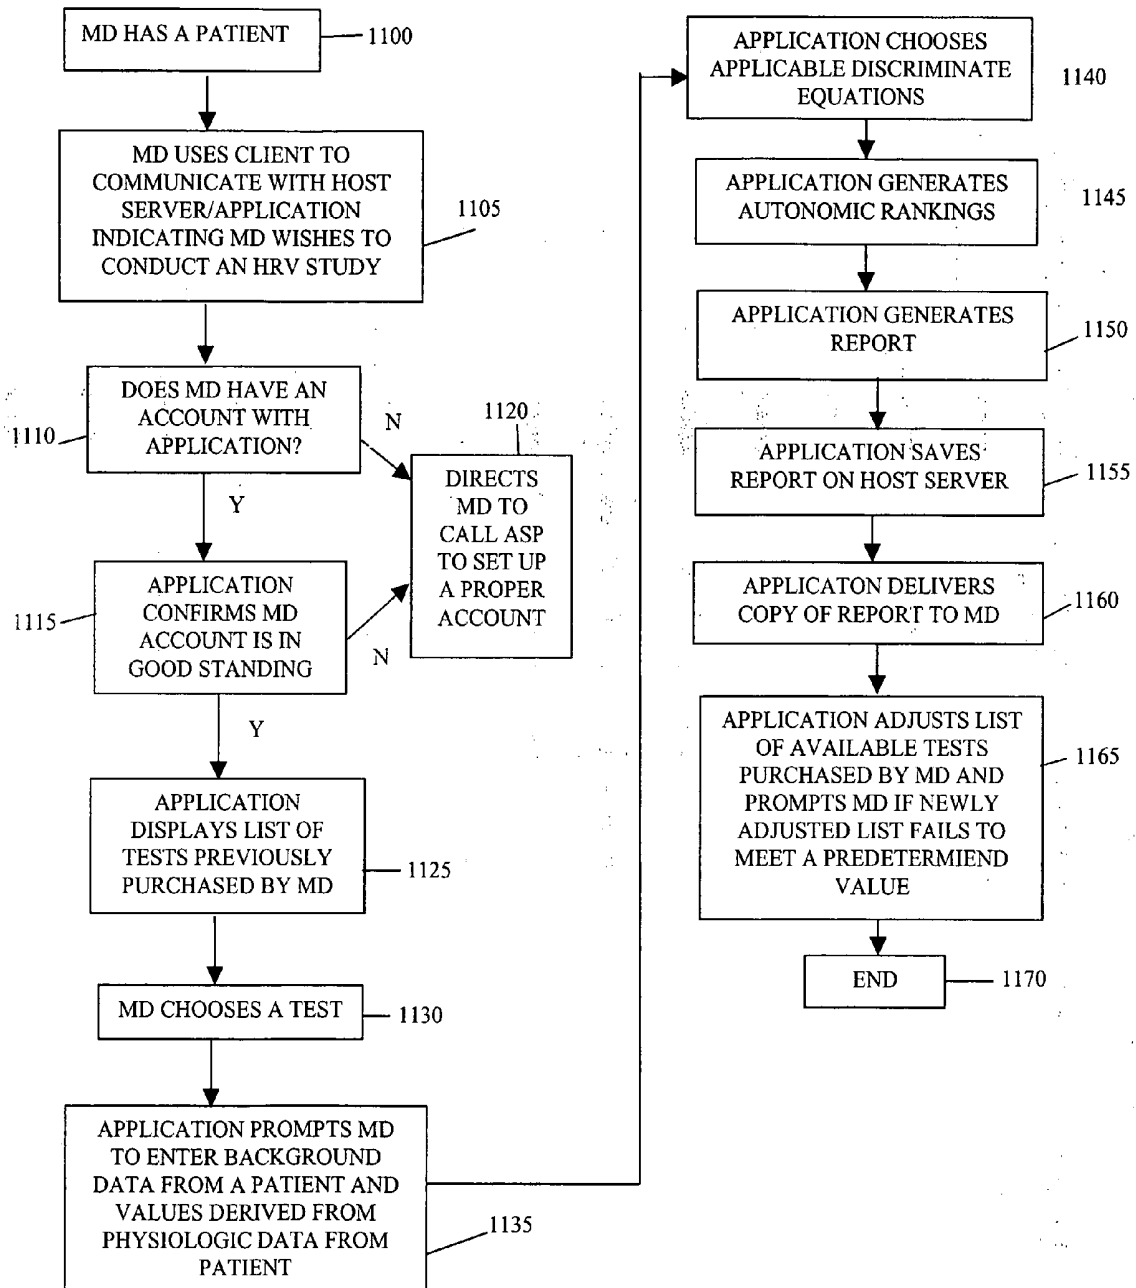 MD HAS A PATIENT
1100
MD USES CLIENT TO
COMMUNICATE WITH HOST
SERVER/APPLICATION
INDICATING MD WISHES TO
CONDUCT AN HRV STUDY
1105
DOES MD HAVE AN
ACCOUNT WITH
APPLICATION?
1110
N
Y
1120
DIRECTS
MD TO
CALL ASP
TO SET UP
A PROPER
ACCOUNT
APPLICATION
CONFIRMS MD
ACCOUNT IS IN
GOOD STANDING
1115
N
Y
APPLICATION
DISPLAYS LIST OF
TESTS PREVIOUSLY
PURCHASED BY MD
1125
MD CHOOSES A TEST
1130
APPLICATION PROMPTS MD
TO ENTER BACKGROUND
DATA FROM A PATIENT AND
VALUES DERIVED FROM
PHYSIOLOGIC DATA FROM
PATIENT
1135
APPLICATION CHOOSES
APPLICABLE DISCRIMINATE
EQUATIONS
1140
APPLICATION GENERATES
AUTONOMIC RANKINGS
1145
APPLICATION GENERATES
REPORT
1150
APPLICATION SAVES
REPORT ON HOST SERVER
1155
APPLICATON DELIVERS
COPY OF REPORT TO MD
1160
APPLICATION ADJUSTS LIST
OF AVAILABLE TESTS
PURCHASED BY MD AND
PROMPTS MD IF NEWLY
ADJUSTED LIST FAILS TO
MEET A PREDETERMIEND
VALUE
1165
END
1170